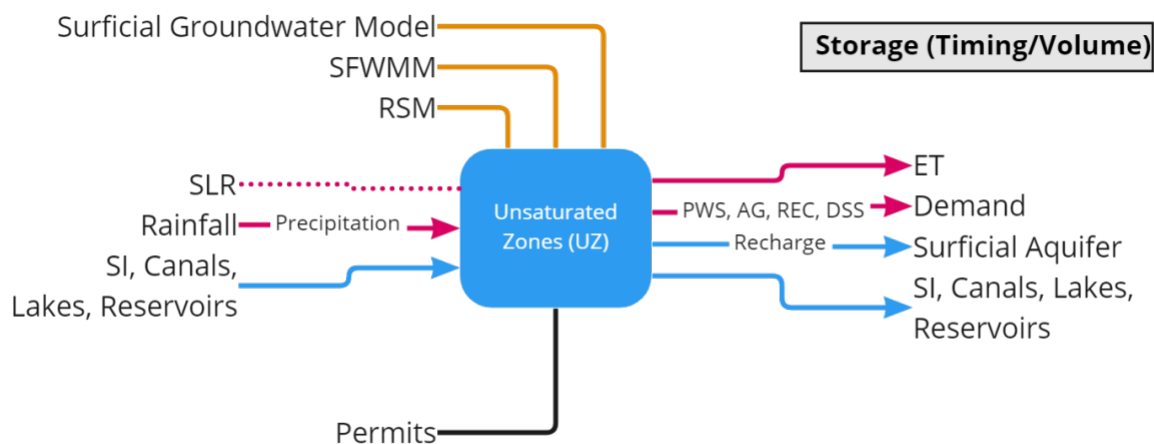 Surficial Groundwater Model
SFWMM
RSM
Storage (Timing/Volume)
SLR
Rainfall
Precipitation
SI, Canals,
Lakes, Reservoirs
Unsaturated
Zones (UZ)
ET
PWS, AG, REC, DSS
Demand
Recharge
Surficial Aquifer
SI, Canals, Lakes,
Reservoirs
Permits